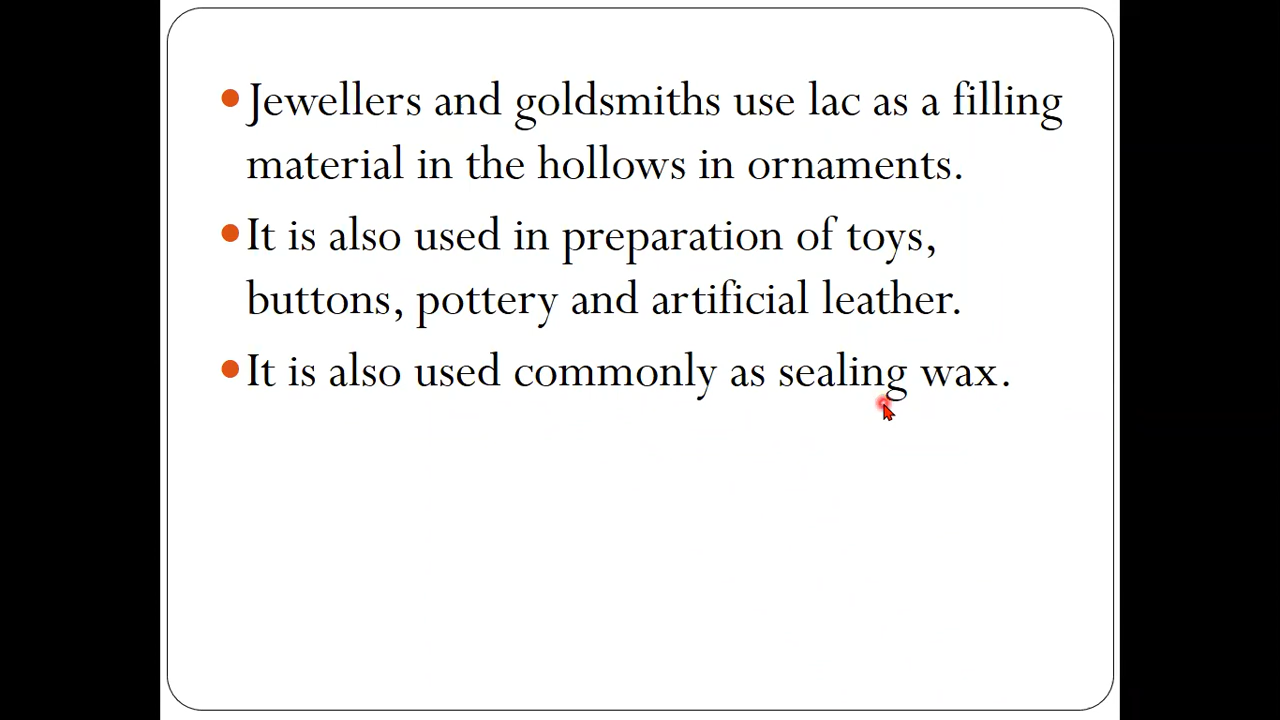 • Jewellers and goldsmiths use lac as a filling
material in the hollows in ornaments.
• It is also used in preparation of toys,
buttons, pottery and artificial leather.
• It is also used commonly as sealing wax.